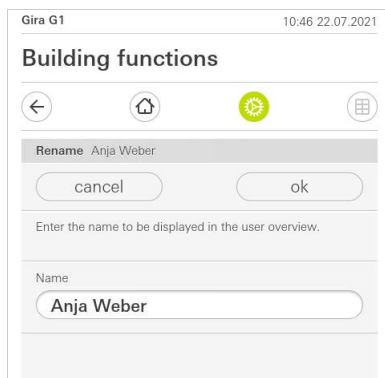 Gira G1 10:46 22.07.2021
Building functions
Rename Anja Weber
cancel ok
Enter the name to be displayed in the user overview.
Name
Anja Weber